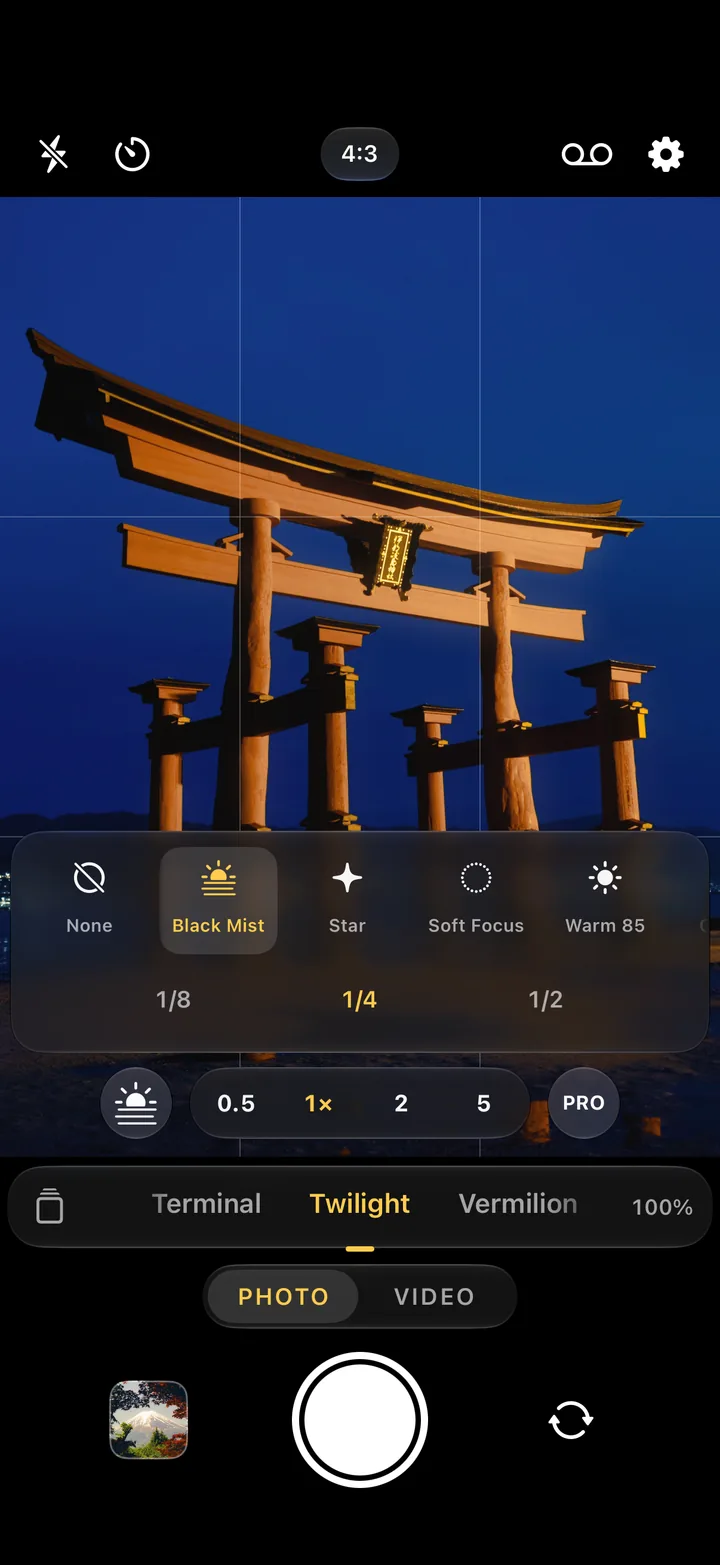 4:3
None
Black Mist
Star
Soft Focus
Warm 85
1/8
1/4
1/2
0.5
1×
2
5
PRO
Terminal
Twilight
Vermilion
100%
PHOTO
VIDEO